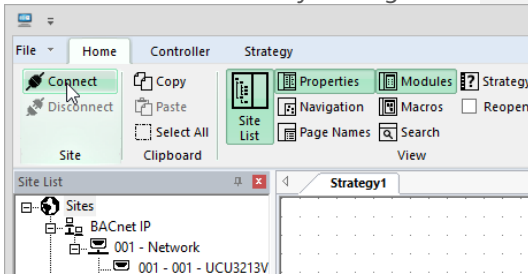 File Home Controller Strategy
Connect Copy Properties Modules Strategy
Disconnect Paste Navigation Macros Reopen
Select All Site List Page Names Search
Site Clipboard View
Site List Strategy1
Sites
BACnet IP
001 - Network
001 - 001 - UCU3213V